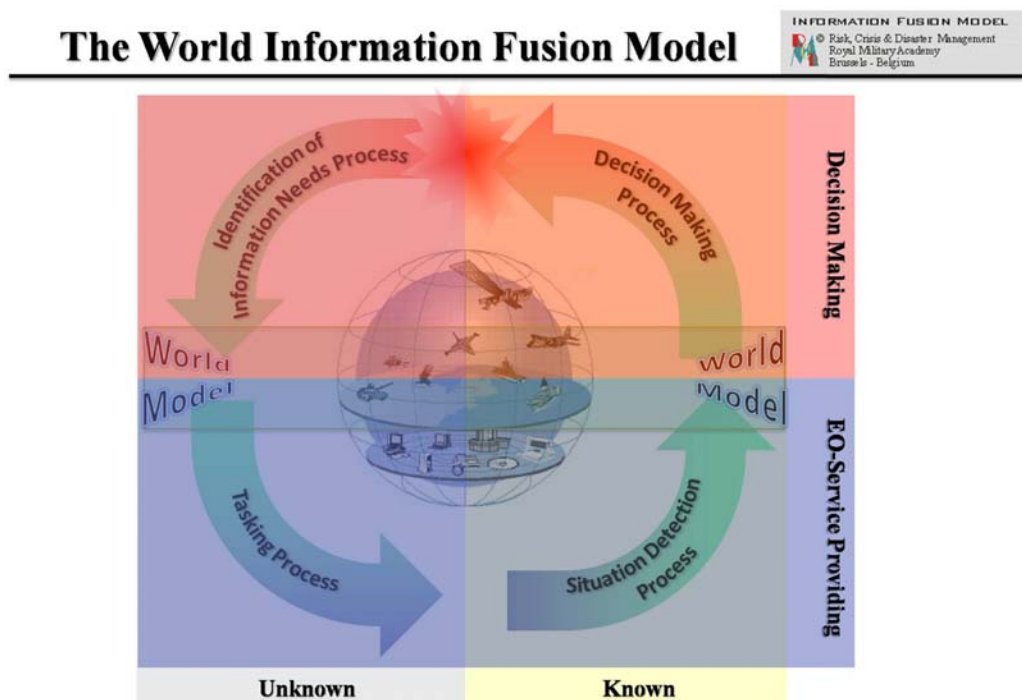 The World Information Fusion Model
INFORMATION FUSION MODEL
© Risk, Crisis & Disaster Management
Royal Military Academy
Brussels - Belgium
Identification of
Information Needs Process
Decision Making
Process
Decision Making
World
Model
World
Model
Tasking Process
Situation Detection
Process
EO-Service Providing
Unknown
Known